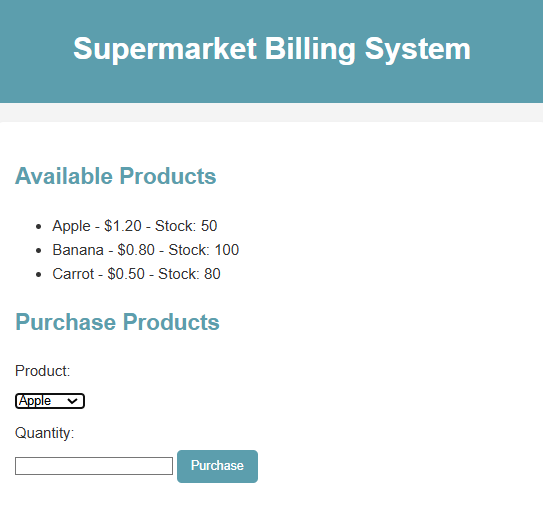 Supermarket Billing System
Available Products
Apple - $1.20 - Stock: 50
Banana - $0.80 - Stock: 100
Carrot - $0.50 - Stock: 80
Purchase Products
Product:
Apple
Quantity:
Purchase